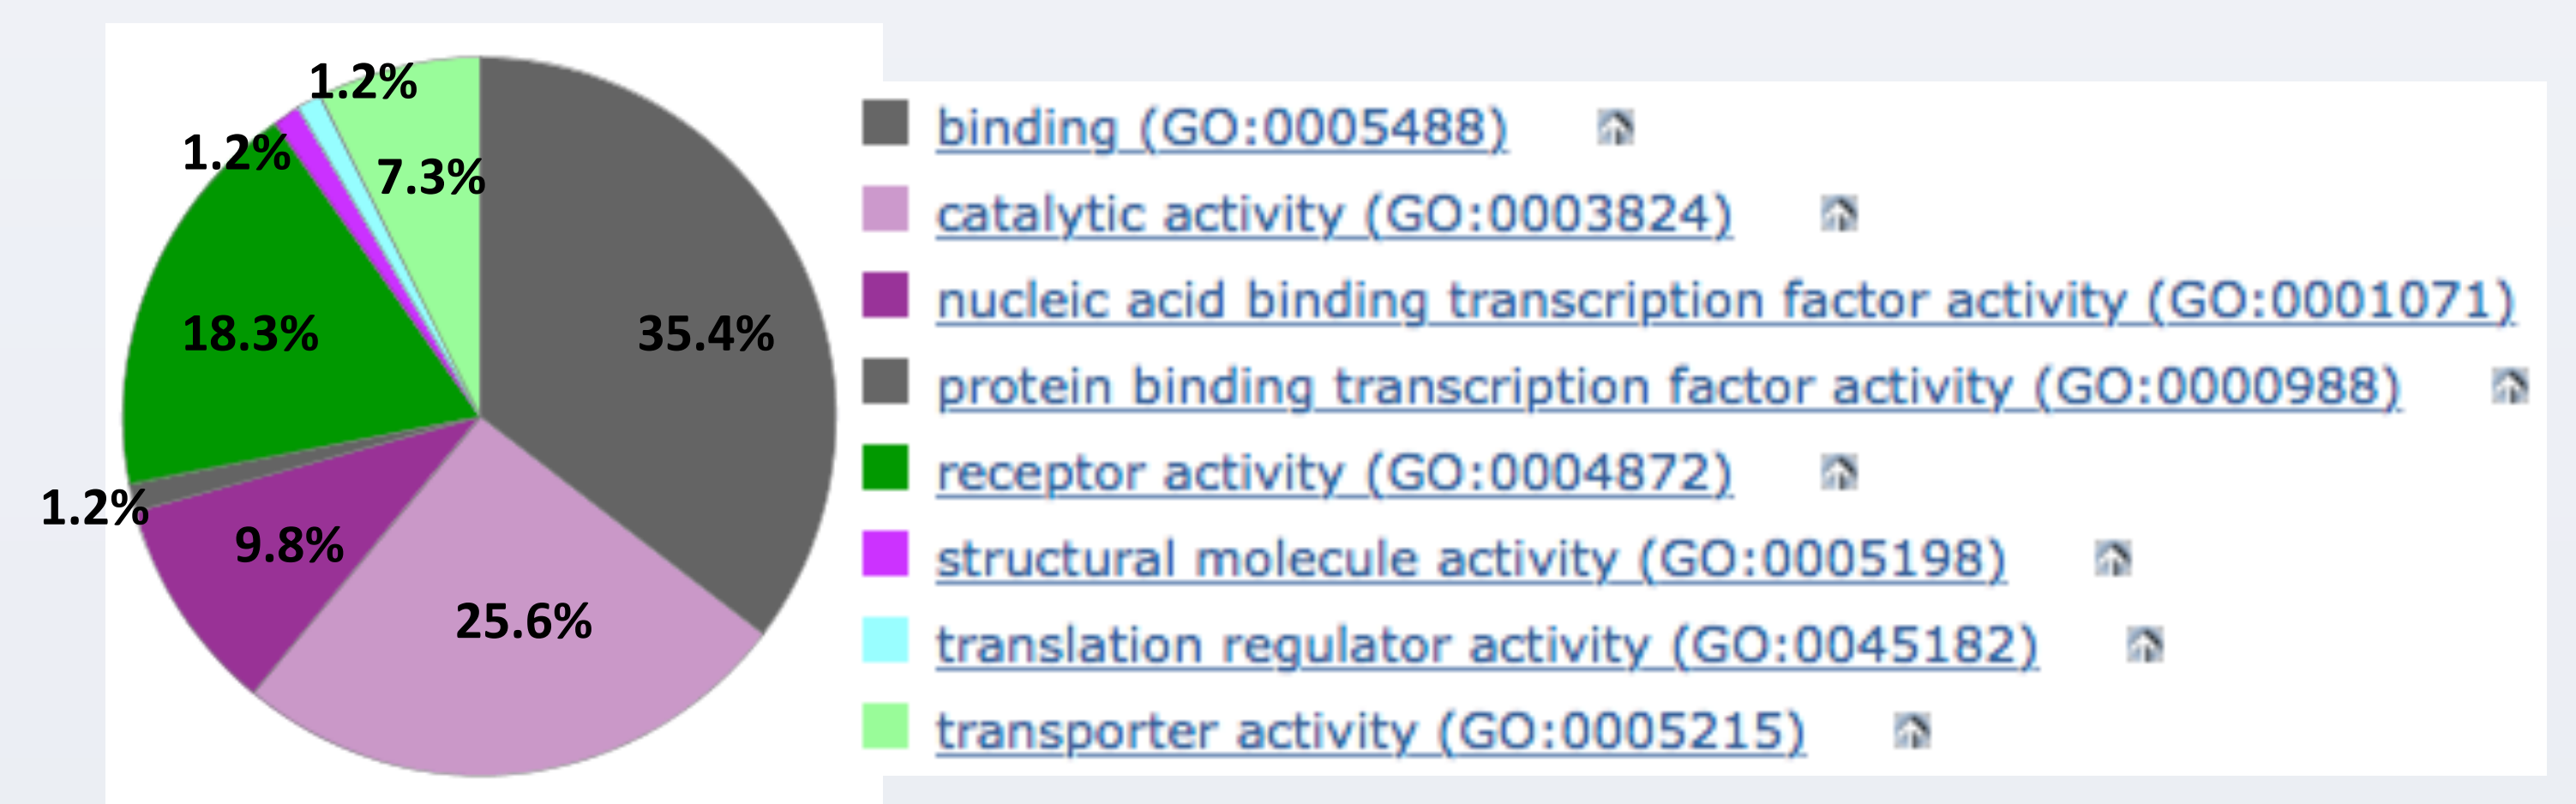 1.2%
1.2%
7.3%
18.3%
35.4%
1.2%
9.8%
25.6%
binding (GO:0005488)
catalytic activity (GO:0003824)
nucleic acid binding transcription factor activity (GO:0001071)
protein binding transcription factor activity (GO:0000988)
receptor activity (GO:0004872)
structural molecule activity (GO:0005198)
translation regulator activity (GO:0045182)
transporter activity (GO:0005215)